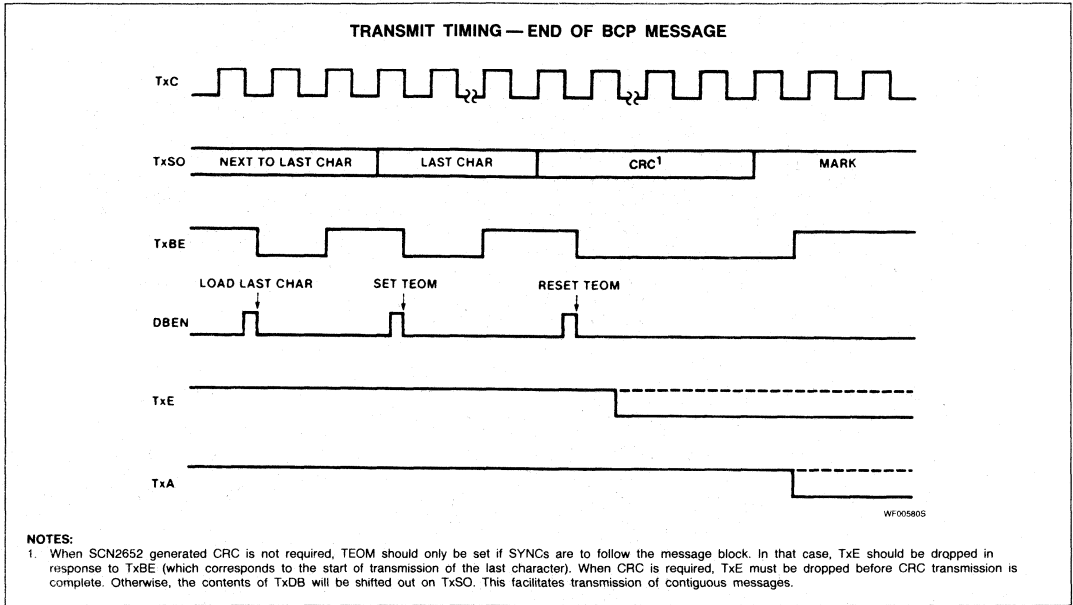 TRANSMIT TIMING — END OF BCP MESSAGE
TxC
TxSO
NEXT TO LAST CHAR
LAST CHAR
CRC1
MARK
TxBE
LOAD LAST CHAR
SET TEOM
RESET TEOM
DBEN
TxE
TxA
WF00580S
NOTES:
1. When SCN2652 generated CRC is not required, TEOM should only be set if SYNCs are to follow the message block. In that case, TxE should be dropped in
response to TxBE (which corresponds to the start of transmission of the last character). When CRC is required, TxE must be dropped before CRC transmission is
complete. Otherwise, the contents of TxDB will be shifted out on TxSO. This facilitates transmission of contiguous messages.